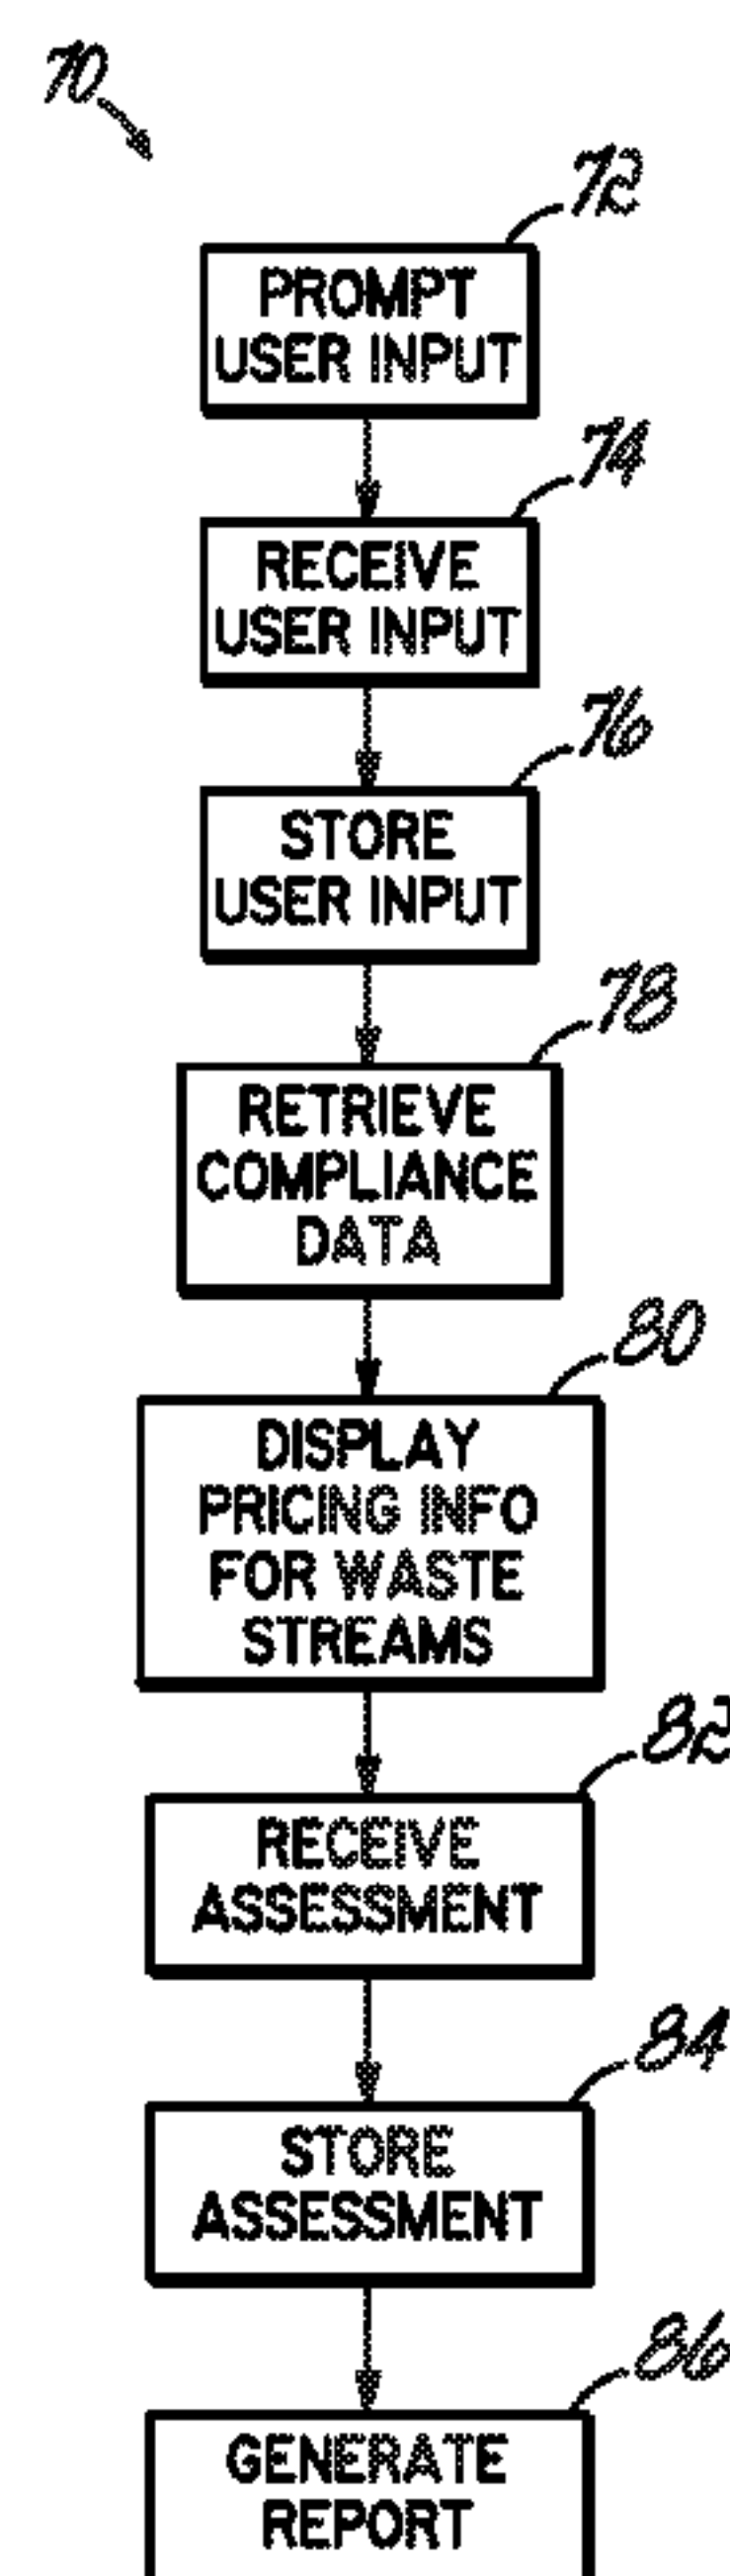 70
72
PROMPT
USER INPUT
74
RECEIVE
USER INPUT
76
STORE
USER INPUT
78
RETRIEVE
COMPLIANCE
DATA
80
DISPLAY
PRICING INFO
FOR WASTE
STREAMS
82
RECEIVE
ASSESSMENT
84
STORE
ASSESSMENT
86
GENERATE
REPORT